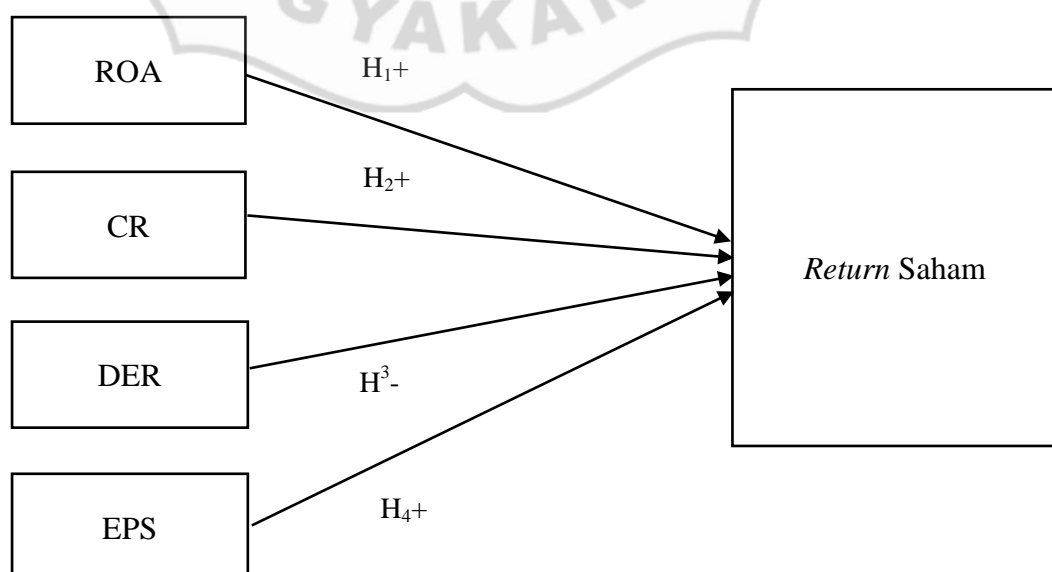 GYAKAR
ROA
H₁+
H₂+
CR
Return Saham
DER
H³-
H₄+
EPS